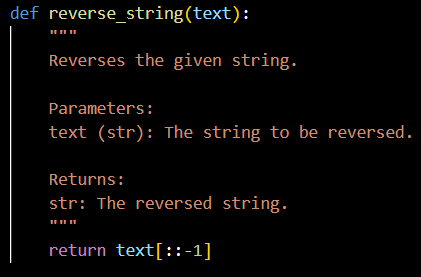 def reverse_string(text):
    """
    Reverses the given string.

    Parameters:
    text (str): The string to be reversed.

    Returns:
    str: The reversed string.
    """
    return text[::-1]